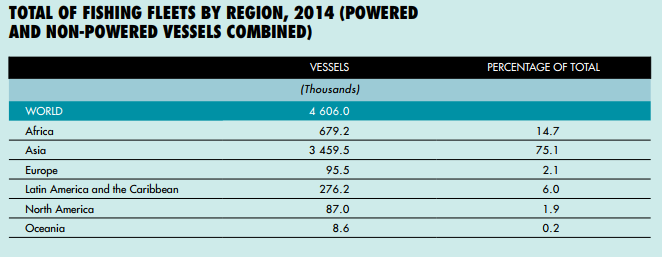 TOTAL OF FISHING FLEETS BY REGION, 2014 (POWERED
AND NON-POWERED VESSELS COMBINED)
VESSELS PERCENTAGE OF TOTAL
(Thousands)
WORLD 4 606.0
Africa 679.2 14.7
Asia 3 459.5 75.1
Europe 95.5 2.1
Latin America and the Caribbean 276.2 6.0
North America 87.0 1.9
Oceania 8.6 0.2